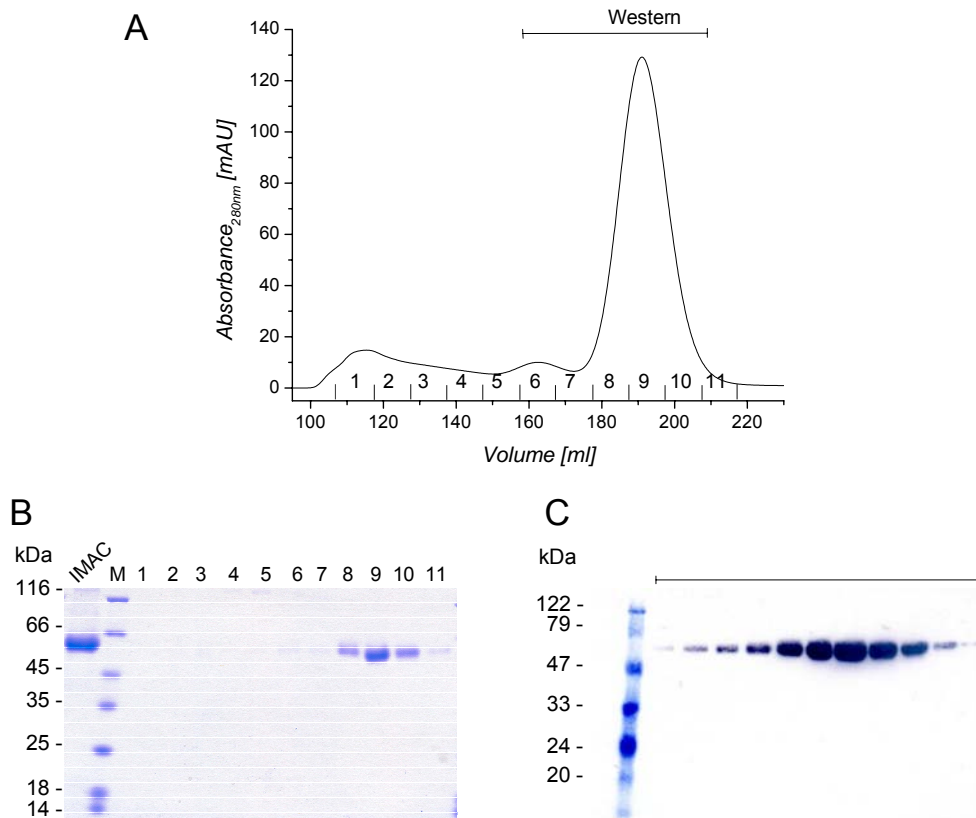 A
Western
140
120
100
80
60
40
20
0
Absorbance280nm [mAU]
1 2 3 4 5 6 7 8 9 10 11
100 120 140 160 180 200 220
Volume [ml]
B
kDa
IMAC M 1 2 3 4 5 6 7 8 9 10 11
116 -
66 -
45 -
35 -
25 -
18 -
14 -
C
kDa
122 -
79 -
47 -
33 -
24 -
20 -